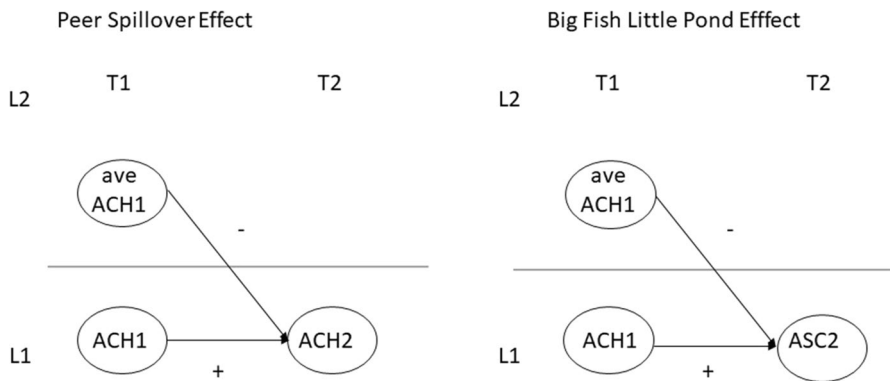 Peer Spillover Effect
T1 T2
L2
ave
ACH1
-
ACH1 ACH2
L1
+
Big Fish Little Pond Efffect
T1 T2
L2
ave
ACH1
-
ACH1 ASC2
L1
+